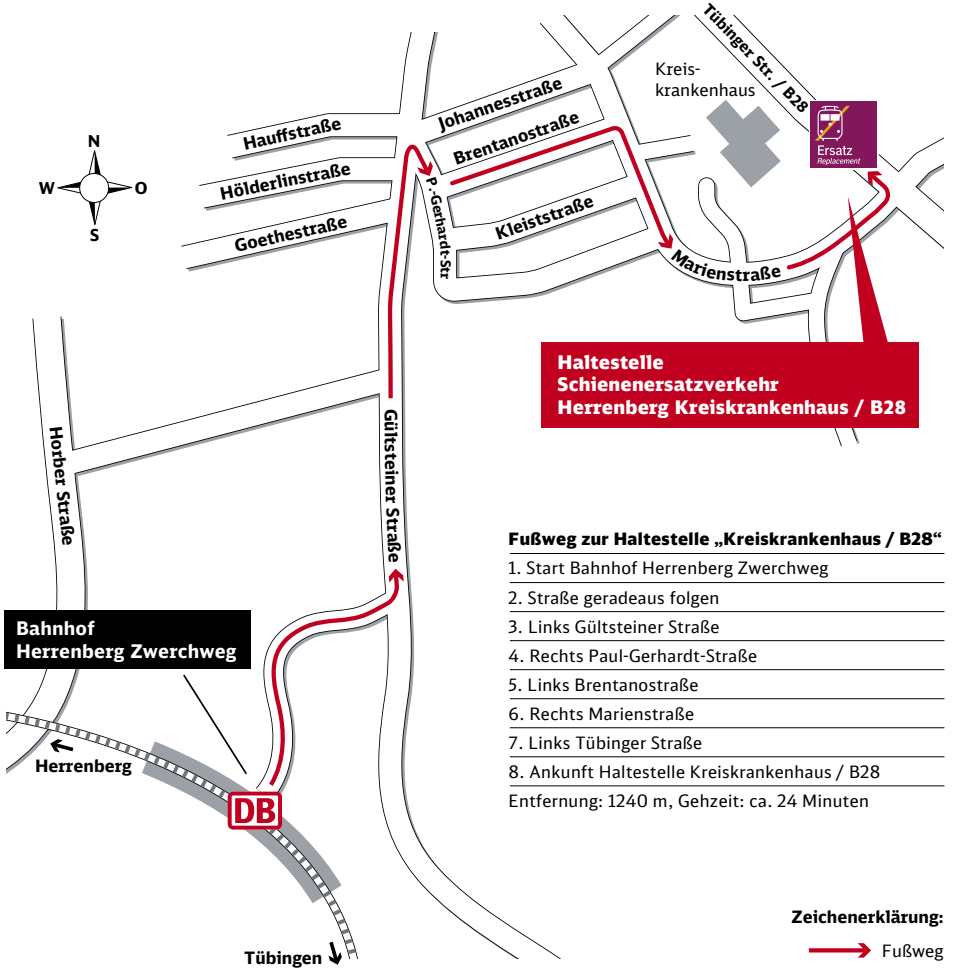 Tübinger Str. / B28
Kreis-
krankenhaus
Ersatz
Replacement
Johannesstraße
Hauffstraße
Brentanostraße
Hölderlinstraße
P.-Gerhardt-Str
Kleiststraße
Goethestraße
Marienstraße
N
W
O
S
Haltestelle
Schienenersatzverkehr
Herrenberg Kreiskrankenhaus / B28
Gültsteiner Straße
Horber Straße
Bahnhof
Herrenberg Zwerchweg
Herrenberg
DB
Tübingen
Fußweg zur Haltestelle „Kreiskrankenhaus / B28“
1. Start Bahnhof Herrenberg Zwerchweg
2. Straße geradeaus folgen
3. Links Gültsteiner Straße
4. Rechts Paul-Gerhardt-Straße
5. Links Brentanostraße
6. Rechts Marienstraße
7. Links Tübinger Straße
8. Ankunft Haltestelle Kreiskrankenhaus / B28
Entfernung: 1240 m, Gehzeit: ca. 24 Minuten
Zeichenerklärung:
Fußweg